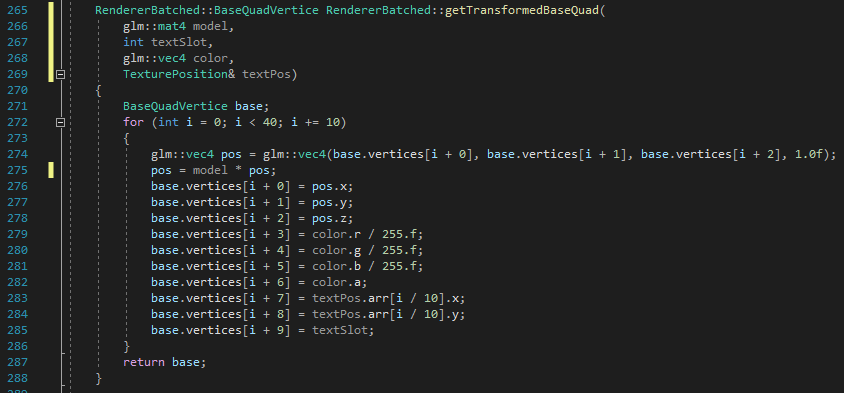 265 RendererBatched::BaseQuadVertice RendererBatched::getTransformedBaseQuad(
266 glm::mat4 model,
267 int textSlot,
268 glm::vec4 color,
269 TexturePosition& textPos)
270 {
271 BaseQuadVertice base;
272 for (int i = 0; i < 40; i += 10)
273 {
274 glm::vec4 pos = glm::vec4(base.vertices[i + 0], base.vertices[i + 1], base.vertices[i + 2], 1.0f);
275 pos = model * pos;
276 base.vertices[i + 0] = pos.x;
277 base.vertices[i + 1] = pos.y;
278 base.vertices[i + 2] = pos.z;
279 base.vertices[i + 3] = color.r / 255.f;
280 base.vertices[i + 4] = color.g / 255.f;
281 base.vertices[i + 5] = color.b / 255.f;
282 base.vertices[i + 6] = color.a;
283 base.vertices[i + 7] = textPos.arr[i / 10].x;
284 base.vertices[i + 8] = textPos.arr[i / 10].y;
285 base.vertices[i + 9] = textSlot;
286 }
287 return base;
288 }